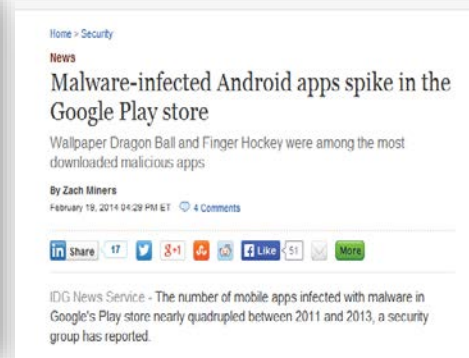 Home > Security
News
Malware-infected Android apps spike in the
Google Play store
Wallpaper Dragon Ball and Finger Hockey were among the most
downloaded malicious apps
By Zach Miners
February 19, 2014 04:29 PM ET 4 Comments
in Share 17 8+1 Like 51 More
IDG News Service - The number of mobile apps infected with malware in
Google's Play store nearly quadrupled between 2011 and 2013, a security
group has reported.